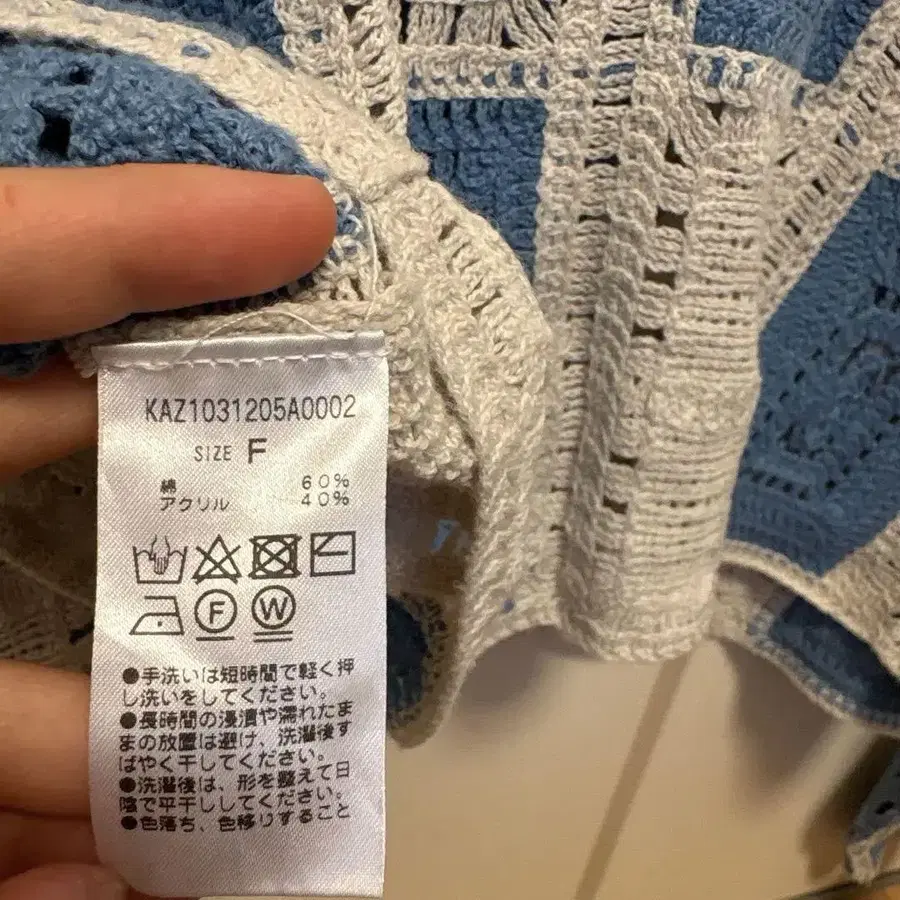 KAZ1031205A0002
SIZE F
綿 60%
アクリル 40%
F W
●手洗いは短時間で軽く押
し洗いをしてください。
●長時間の浸漬や濡れたま
まの放置は避け、洗濯後す
ばやく干してください。
●洗濯後は、形を整えて日
陰で平干ししてください。
●色落ち、色移りすること